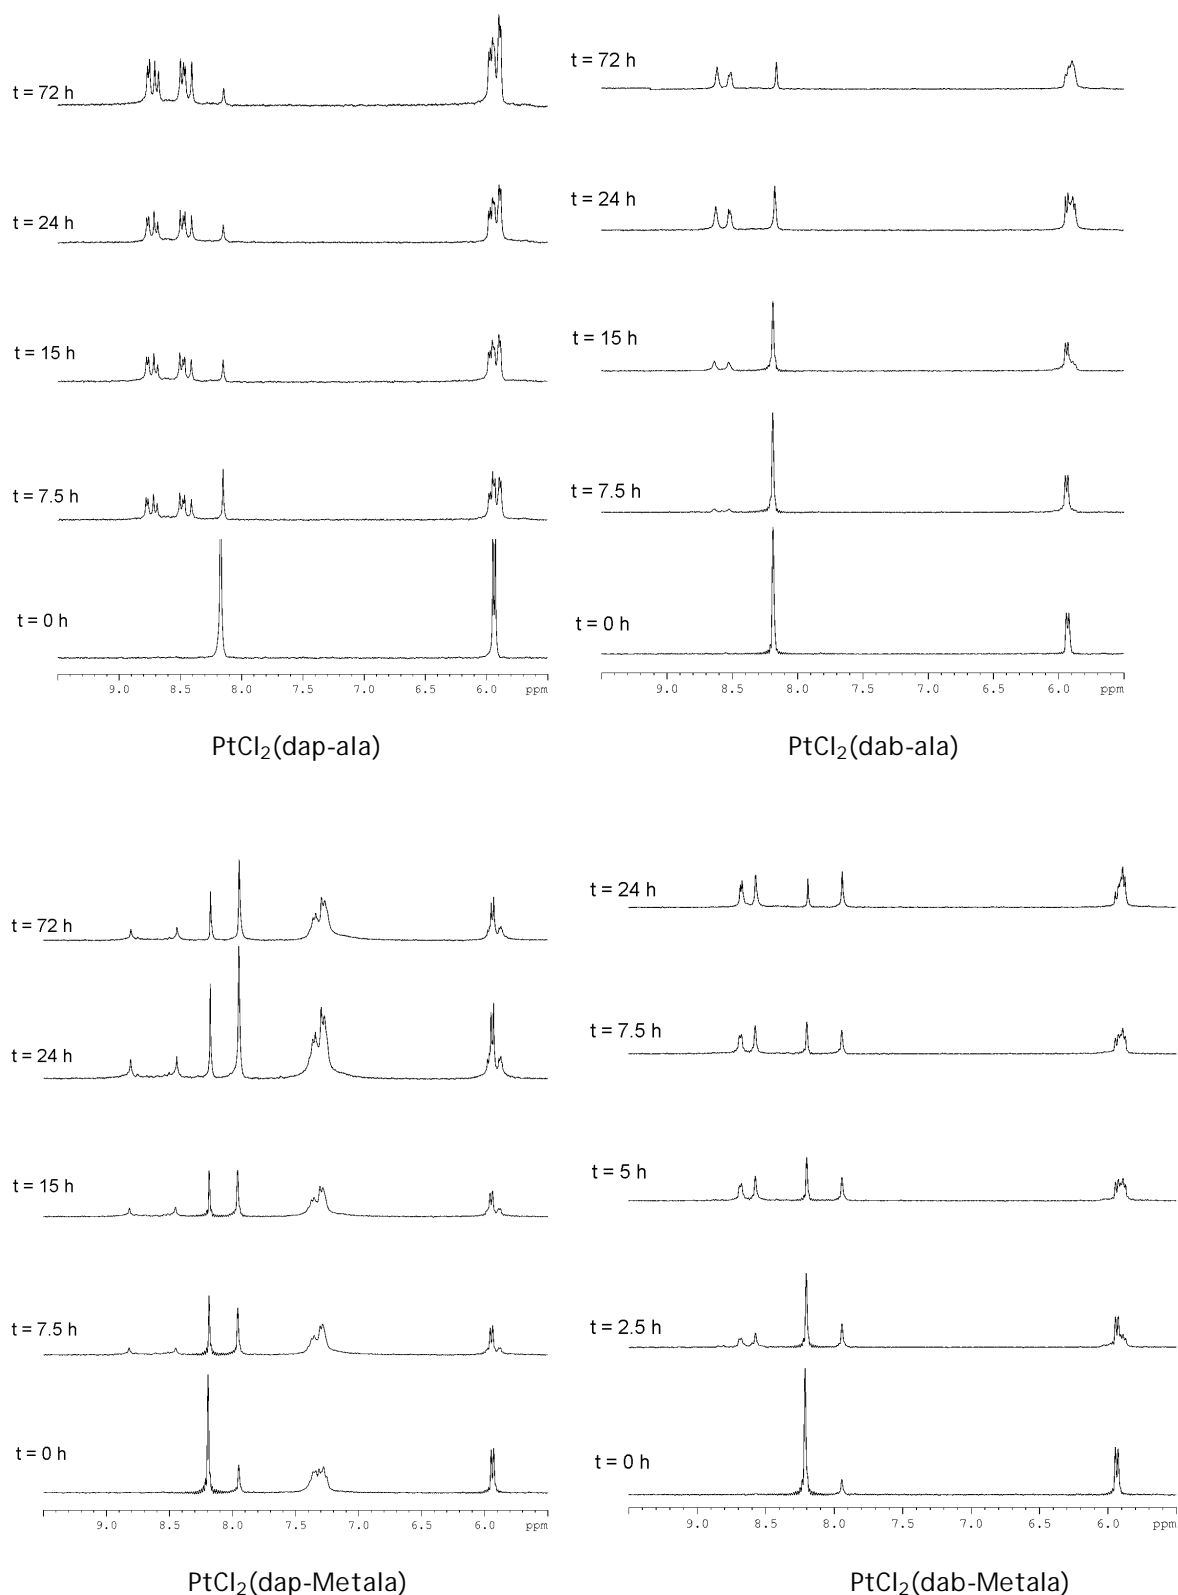 t = 72 h
t = 24 h
t = 15 h
t = 7.5 h
t = 0 h
9.0 8.5 8.0 7.5 7.0 6.5 6.0 ppm
PtCl₂(dap-ala)
t = 72 h
t = 24 h
t = 15 h
t = 7.5 h
t = 0 h
9.0 8.5 8.0 7.5 7.0 6.5 6.0 ppm
PtCl₂(dab-ala)
t = 72 h
t = 24 h
t = 15 h
t = 7.5 h
t = 0 h
9.0 8.5 8.0 7.5 7.0 6.5 6.0 ppm
PtCl₂(dap-Metala)
t = 24 h
t = 7.5 h
t = 5 h
t = 2.5 h
t = 0 h
9.0 8.5 8.0 7.5 7.0 6.5 6.0 ppm
PtCl₂(dab-Metala)